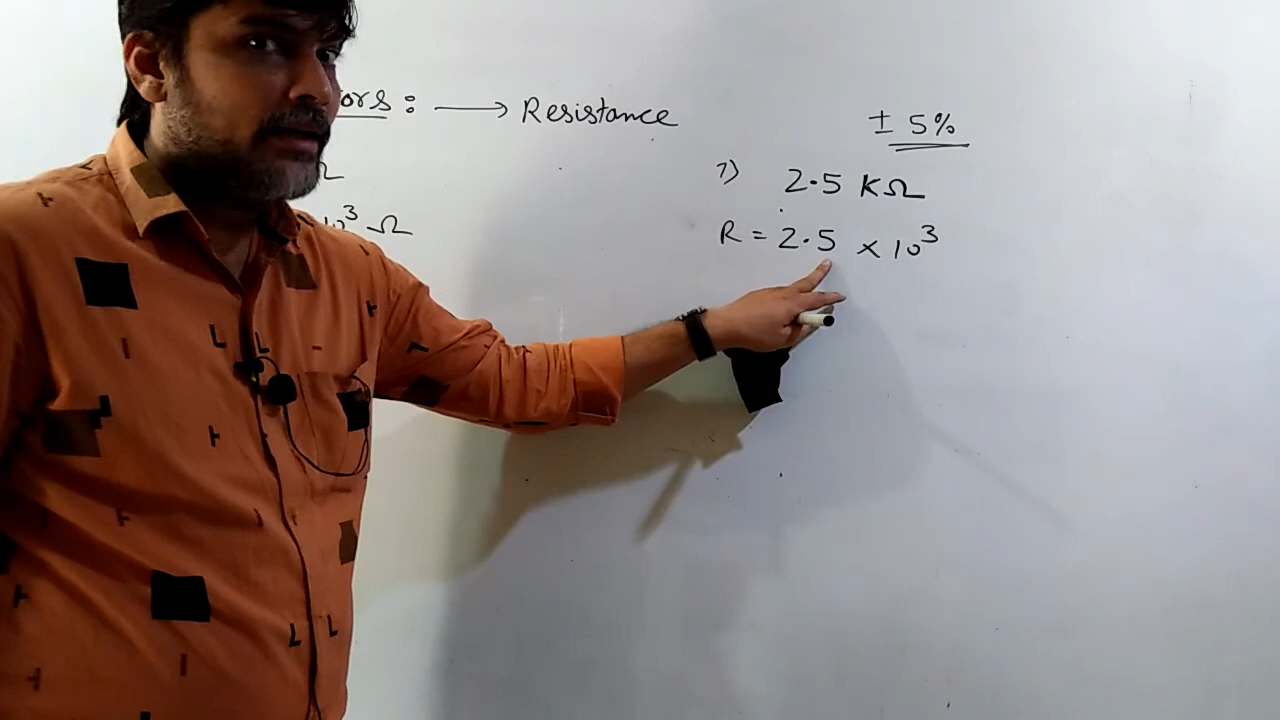 ors : → Resistance
± 5%
Ω
10³ Ω
1) 2.5 KΩ
R = 2.5 × 10³